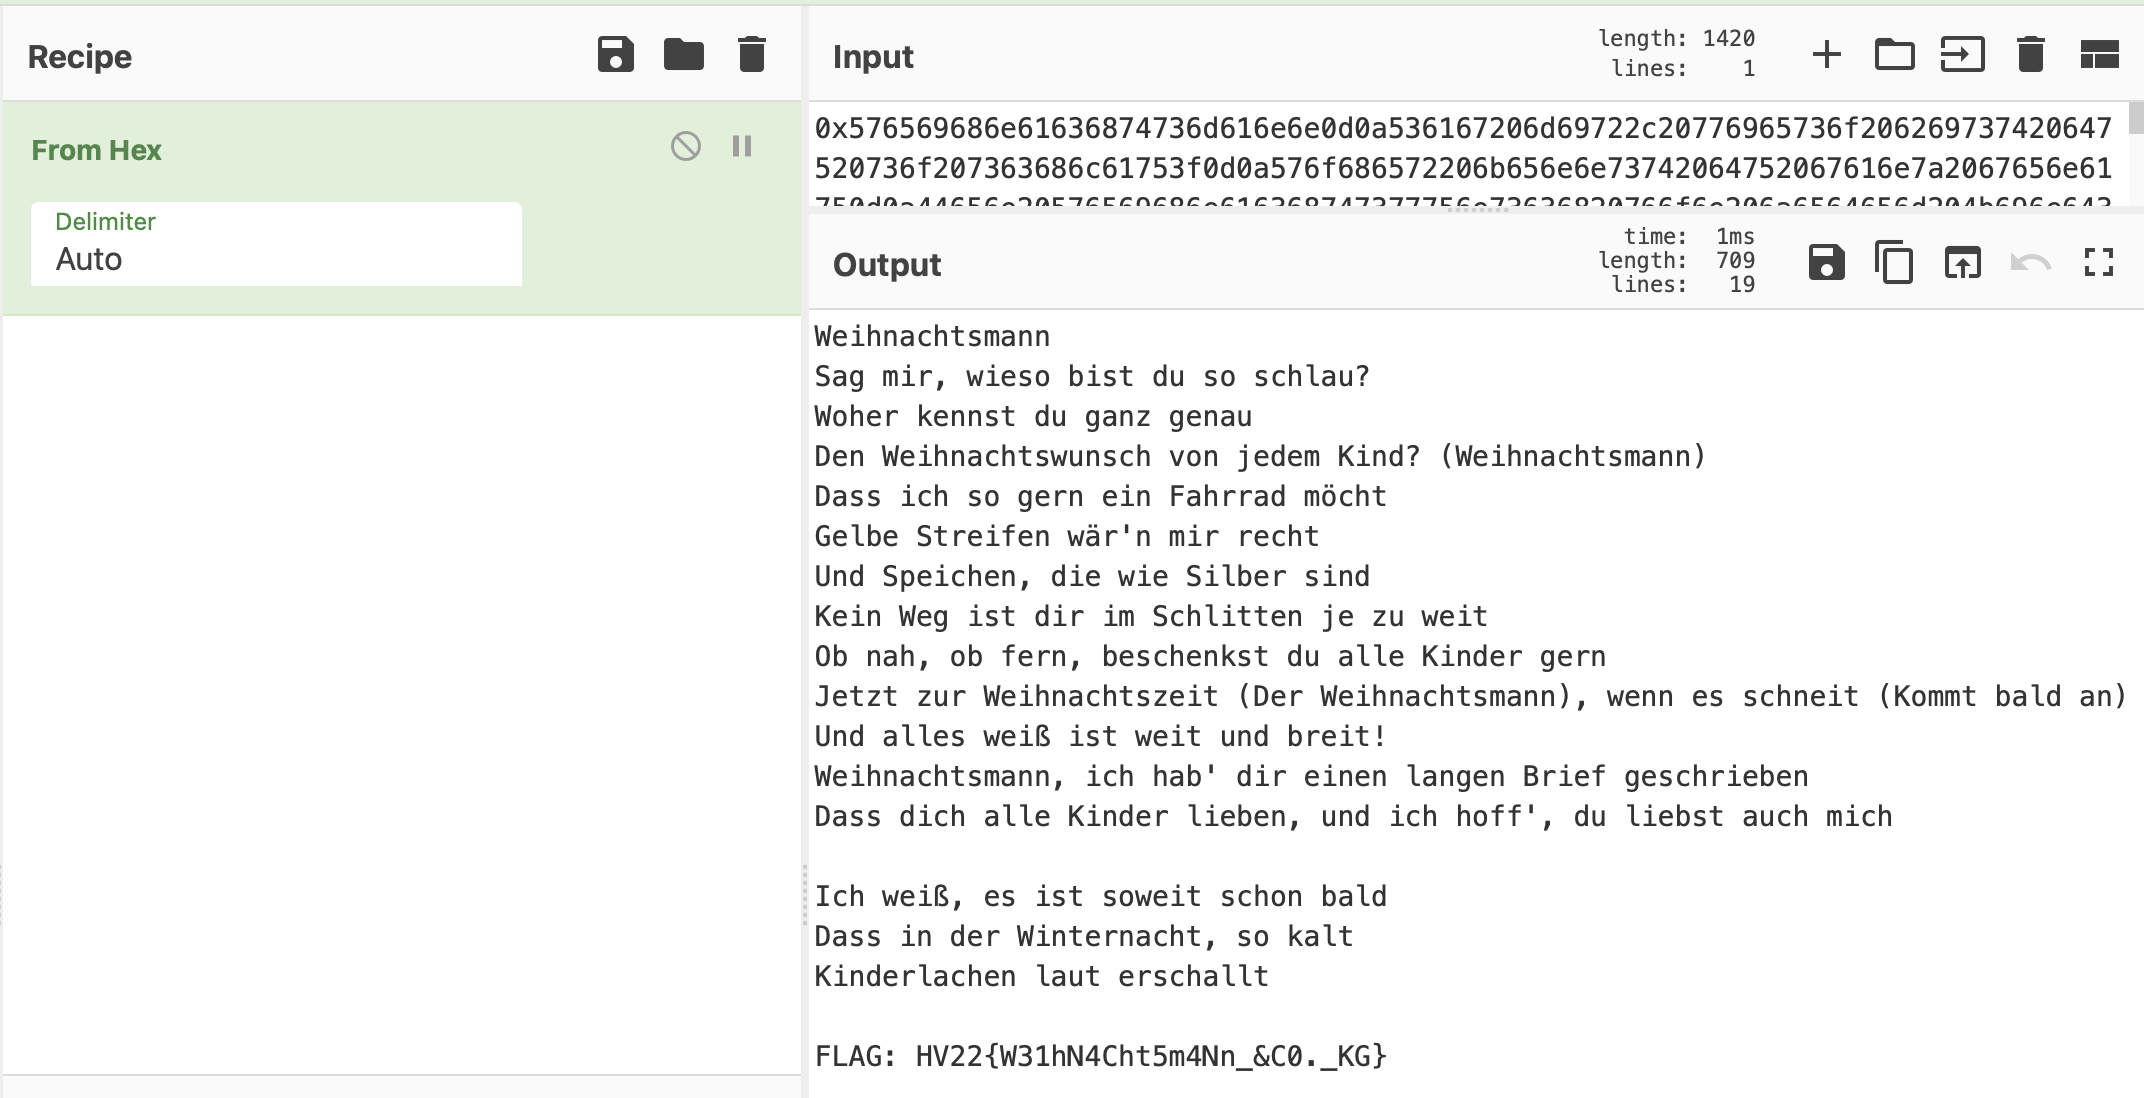 Recipe
From Hex
Delimiter
Auto
Input
length: 1420
lines: 1
0x576569686e61636874736d616e6e0d0a536167206d69722c20776965736f206269737420647
520736f207363686c61753f0d0a576f686572206b656e6e73742064752067616e7a2067656e61
750d0a44656e20576569686e616368747377756e73636820766f6e206a6564656d204b696e643
Output
time: 1ms
length: 709
lines: 19
Weihnachtsmann
Sag mir, wieso bist du so schlau?
Woher kennst du ganz genau
Den Weihnachtswunsch von jedem Kind? (Weihnachtsmann)
Dass ich so gern ein Fahrrad möcht
Gelbe Streifen wär'n mir recht
Und Speichen, die wie Silber sind
Kein Weg ist dir im Schlitten je zu weit
Ob nah, ob fern, beschenkst du alle Kinder gern
Jetzt zur Weihnachtszeit (Der Weihnachtsmann), wenn es schneit (Kommt bald an)
Und alles weiß ist weit und breit!
Weihnachtsmann, ich hab' dir einen langen Brief geschrieben
Dass dich alle Kinder lieben, und ich hoff', du liebst auch mich
Ich weiß, es ist soweit schon bald
Dass in der Winternacht, so kalt
Kinderlachen laut erschallt
FLAG: HV22{W31hN4Cht5m4Nn_&C0._KG}